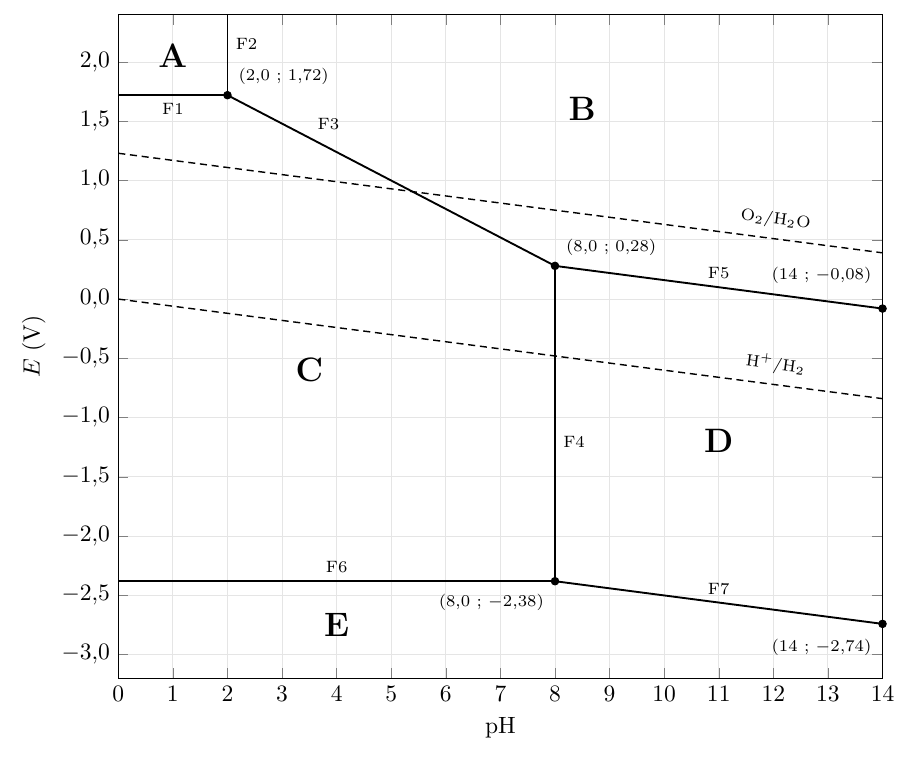 A
F2
2,0
(2,0 ; 1,72)
F1
B
1,5
F3
1,0
O₂/H₂O
0,5
(8,0 ; 0,28)
F5
(14 ; −0,08)
0,0
E (V)
−0,5
C
H⁺/H₂
−1,0
F4
D
−1,5
−2,0
F6
−2,5
(8,0 ; −2,38)
F7
E
(14 ; −2,74)
−3,0
0 1 2 3 4 5 6 7 8 9 10 11 12 13 14
pH